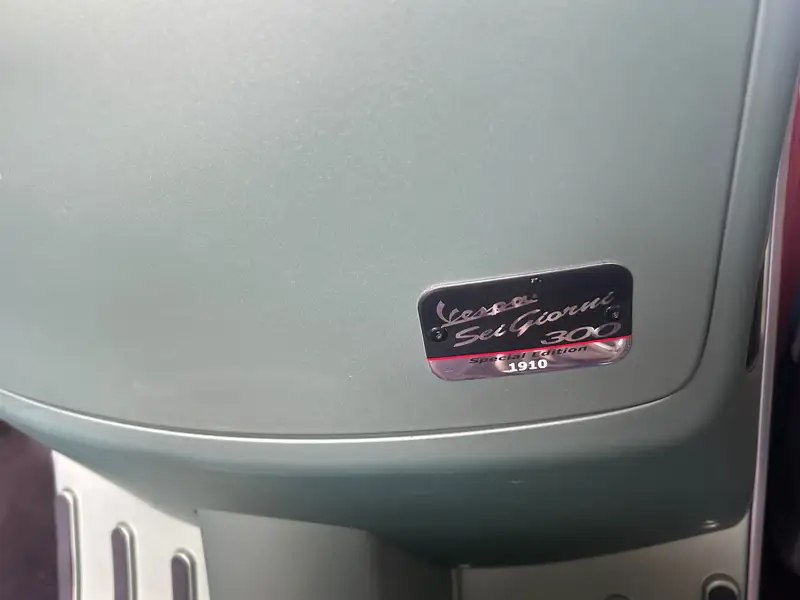 Vespa
Sei Giorni
300
Special Edition
1910